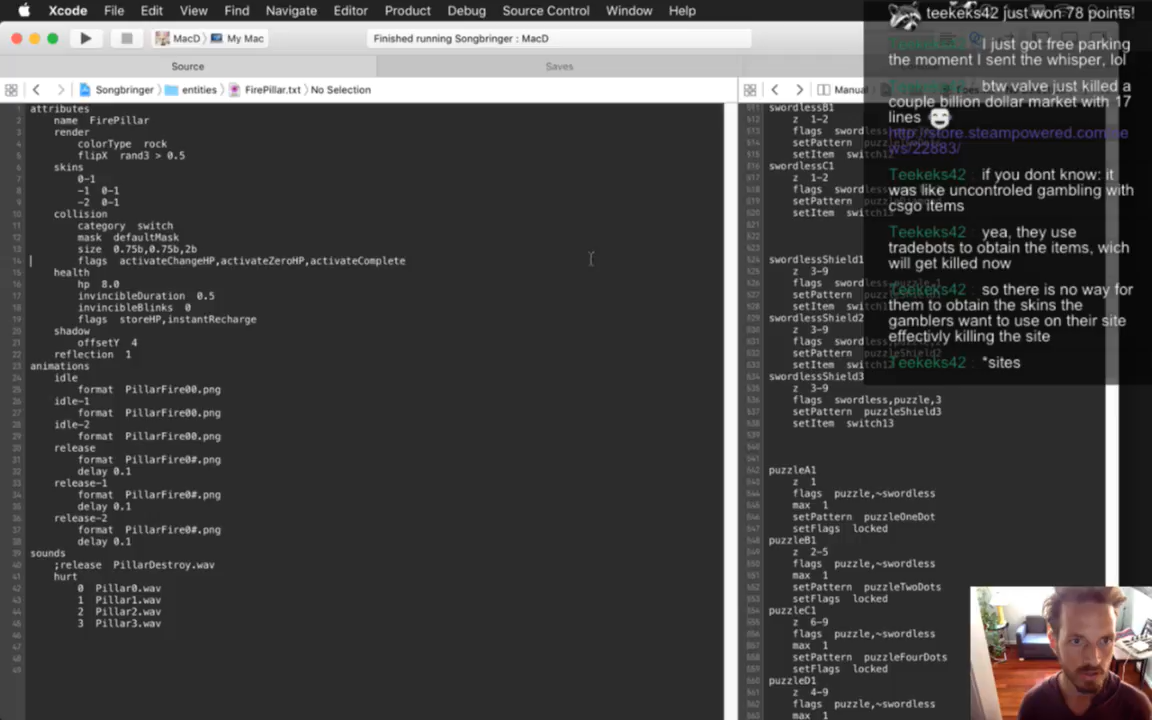 Xcode File Edit View Find Navigate Editor Product Debug Source Control Window Help
MacD My Mac
Finished running Songbringer : MacD
Source
Saves
Songbringer entities FirePillar.txt No Selection
Manual
attributes
name FirePillar
render
colorType rock
flipX rand3 > 0.5
skins
0-1
-1 0-1
-2 0-1
collision
category switch
mask defaultMask
size 0.75b,0.75b,2b
flags activateChangeHP,activateZeroHP,activateComplete
health
hp 8.0
invincibleDuration 0.5
invincibleBlinks 0
flags storeHP,instantRecharge
shadow
offsetY 4
reflection 1
animations
idle
format PillarFire00.png
idle-1
format PillarFire00.png
idle-2
format PillarFire00.png
release
format PillarFire0#.png
delay 0.1
release-1
format PillarFire0#.png
delay 0.1
release-2
format PillarFire0#.png
delay 0.1
sounds
;release PillarDestroy.wav
hurt
0 Pillar0.wav
1 Pillar1.wav
2 Pillar2.wav
3 Pillar3.wav
swordlessB1
z 1-2
flags
setPattern
setItem
swordlessC1
z 1-2
flags
setPattern
setItem
swordlessShield1
z 3-9
flags
setPattern
setItem
swordlessShield2
z 3-9
flags
setPattern puzzleShield2
setItem switch12
swordlessShield3
z 3-9
flags swordless,puzzle,3
setPattern puzzleShield3
setItem switch13
puzzleA1
z 1
flags puzzle,~swordless
max 1
setPattern puzzleOneDot
setFlags locked
puzzleB1
z 2-5
flags puzzle,~swordless
max 1
setPattern puzzleTwoDots
setFlags locked
puzzleC1
z 6-9
flags puzzle,~swordless
max 1
setPattern puzzleFourDots
setFlags locked
puzzleD1
z 4-9
flags puzzle,~swordless
max 1
teekeks42 just won 78 points!
Teekeks42 : I just got free parking
the moment I sent the whisper, lol
Teekeks42 : btw valve just killed a
couple billion dollar market with 17
lines
http://store.steampowered.com/ne
ws/22883/
Teekeks42 : if you dont know: it
was like uncontroled gambling with
csgo items
Teekeks42 : yea, they use
tradebots to obtain the items, wich
will get killed now
Teekeks42 : so there is no way for
them to obtain the skins the
gamblers want to use on their site
effectivly killing the site
Teekeks42 : *sites